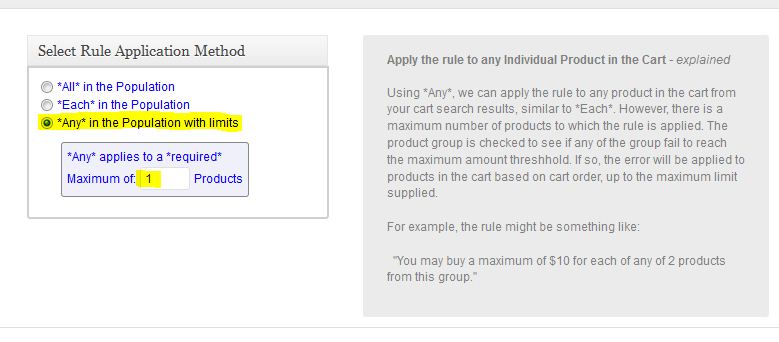 Select Rule Application Method
*All* in the Population
*Each* in the Population
*Any* in the Population with limits
*Any* applies to a *required*
Maximum of: 1 Products
Apply the rule to any Individual Product in the Cart - explained
Using *Any*, we can apply the rule to any product in the cart from
your cart search results, similar to *Each*. However, there is a
maximum number of products to which the rule is applied. The
product group is checked to see if any of the group fail to reach
the maximum amount threshhold. If so, the error will be applied to
products in the cart based on cart order, up to the maximum limit
supplied.
For example, the rule might be something like:
"You may buy a maximum of $10 for each of any of 2 products
from this group."